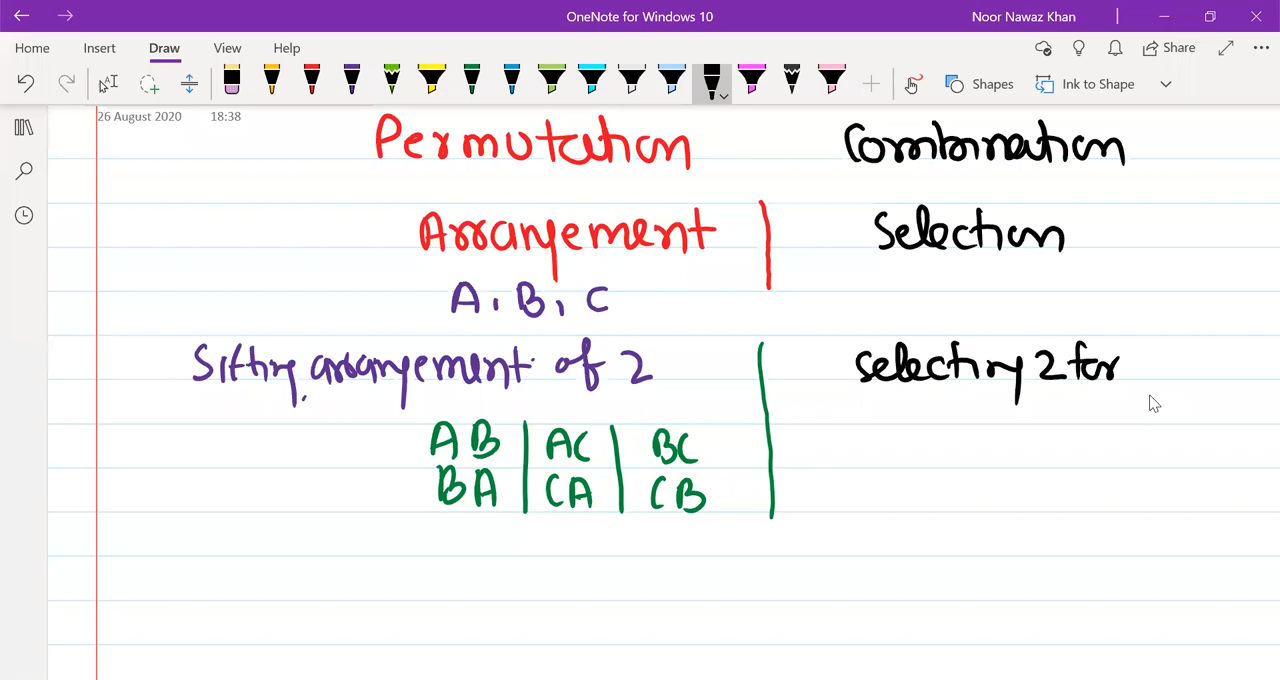 OneNote for Windows 10
Noor Nawaz Khan
Home Insert Draw View Help
Share
Shapes
Ink to Shape
26 August 2020 18:38
Permutation Combination
Arrangement Selection
A, B, C
Sitting arrangement of 2 selecting 2 for
AB AC BC
BA CA CB